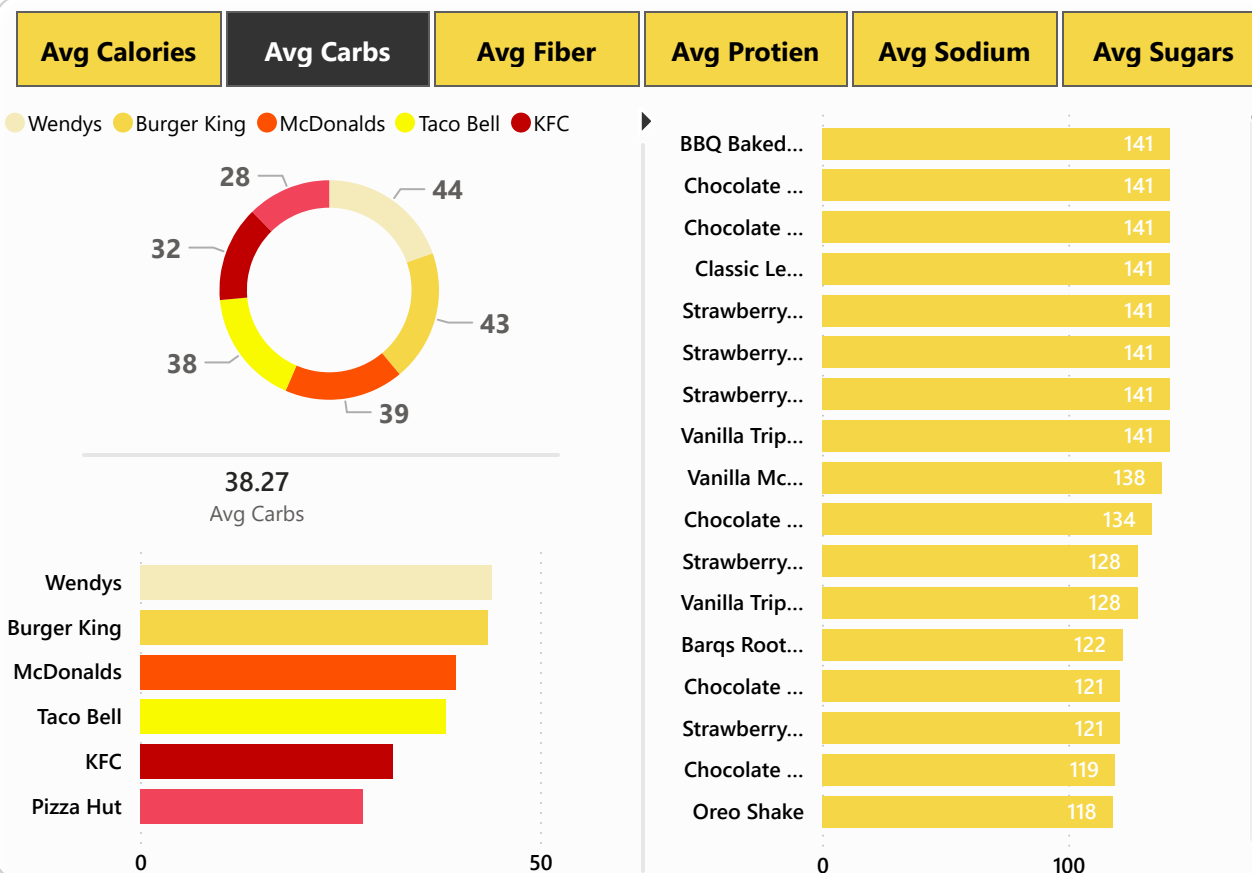 Avg Calories
Avg Carbs
Avg Fiber
Avg Protien
Avg Sodium
Avg Sugars
Wendys
Burger King
McDonalds
Taco Bell
KFC
28
44
32
43
38
39
38.27
Avg Carbs
Wendys
Burger King
McDonalds
Taco Bell
KFC
Pizza Hut
0
50
BBQ Baked... 141
Chocolate ... 141
Chocolate ... 141
Classic Le... 141
Strawberry... 141
Strawberry... 141
Strawberry... 141
Vanilla Trip... 141
Vanilla Mc... 138
Chocolate ... 134
Strawberry... 128
Vanilla Trip... 128
Barqs Root... 122
Chocolate ... 121
Strawberry... 121
Chocolate ... 119
Oreo Shake 118
0
100